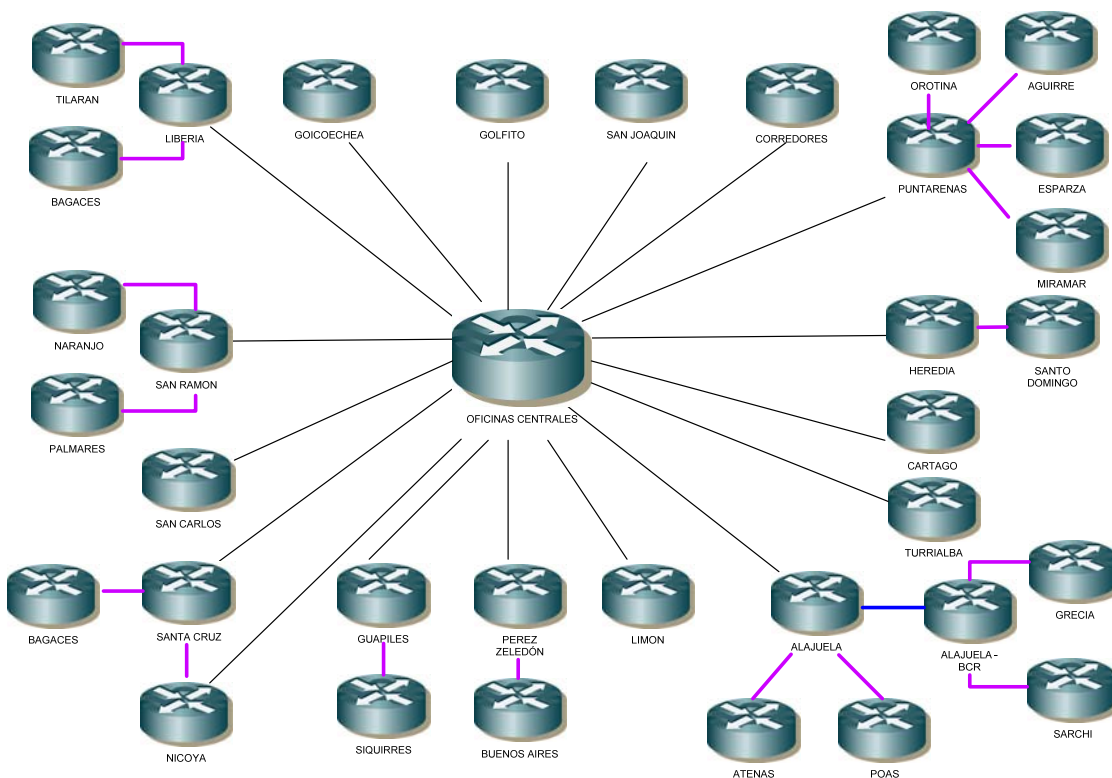 OROTINA
AGUIRRE
TILARAN
LIBERIA
GOICOECHEA
GOLFITO
SAN JOAQUIN
CORREDORES
PUNTARENAS
ESPARZA
BAGACES
MIRAMAR
NARANJO
SAN RAMON
HEREDIA
SANTO
DOMINGO
OFICINAS CENTRALES
PALMARES
CARTAGO
SAN CARLOS
TURRIALBA
BAGACES
SANTA CRUZ
GUAPILES
PEREZ
ZELEDÓN
LIMON
ALAJUELA
ALAJUELA -
BCR
GRECIA
NICOYA
SIQUIRRES
BUENOS AIRES
ATENAS
POAS
SARCHI